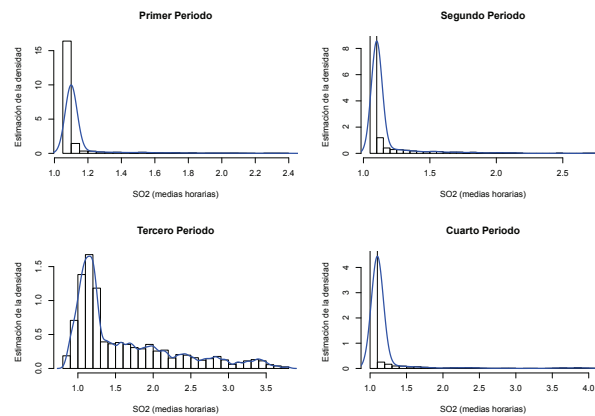 Primer Periodo
Estimación de la densidad
0 5 10 15
1.0 1.2 1.4 1.6 1.8 2.0 2.2 2.4
SO2 (medias horarias)
Segundo Periodo
Estimación de la densidad
0 2 4 6 8
1.0 1.5 2.0 2.5
SO2 (medias horarias)
Tercero Periodo
Estimación de la densidad
0.0 0.5 1.0 1.5
1.0 1.5 2.0 2.5 3.0 3.5
SO2 (medias horarias)
Cuarto Periodo
Estimación de la densidad
0 1 2 3 4
1.0 1.5 2.0 2.5 3.0 3.5 4.0
SO2 (medias horarias)